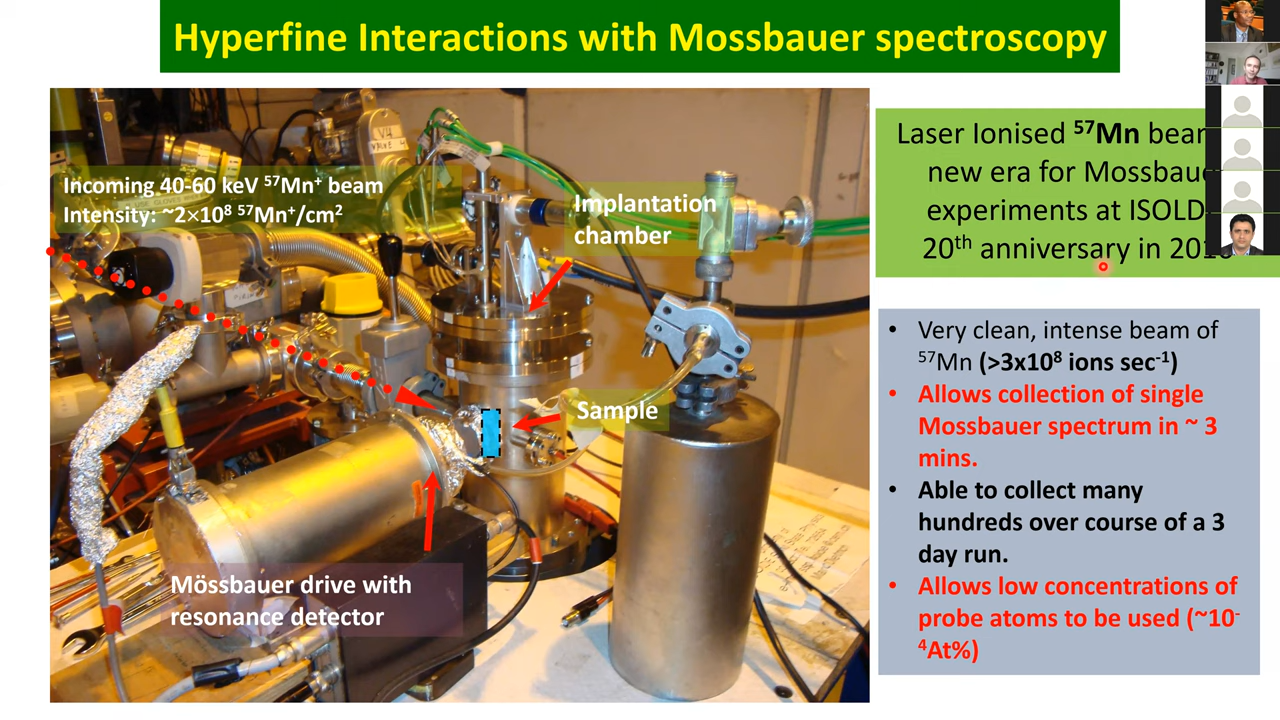 Hyperfine Interactions with Mossbauer spectroscopy
Incoming 40-60 keV ⁵⁷Mn⁺ beam
Intensity: ~2×10⁸ ⁵⁷Mn⁺/cm²
VALVE 4
Implantation
chamber
Sample
Mössbauer drive with
resonance detector
Laser Ionised ⁵⁷Mn
new era for
experiments at
20ᵗʰ anniversary in
• Very clean, intense beam of
⁵⁷Mn (>3x10⁸ ions sec⁻¹)
• Allows collection of single
Mossbauer spectrum in ~ 3
mins.
• Able to collect many
hundreds over course of a 3
day run.
• Allows low concentrations of
probe atoms to be used (~10⁻
⁴At%)